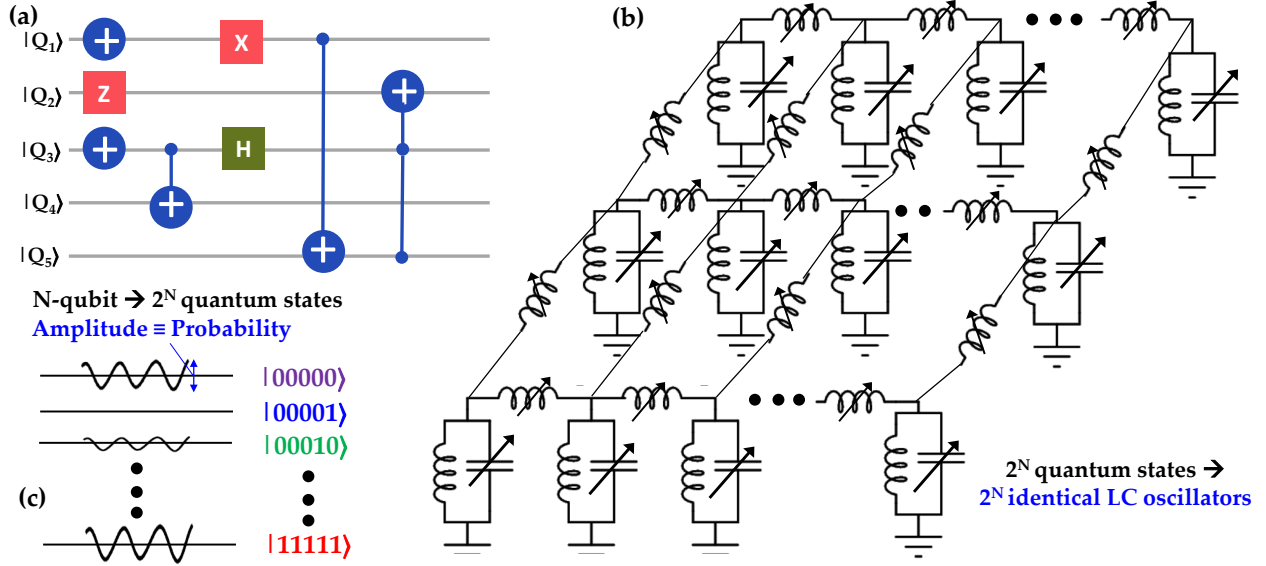 (a)
|Q₁⟩
X
|Q₂⟩
Z
|Q₃⟩
H
|Q₄⟩
|Q₅⟩
N-qubit → 2ᴺ quantum states
Amplitude ≡ Probability
|00000⟩
|00001⟩
|00010⟩
(c)
|11111⟩
(b)
2ᴺ quantum states →
2ᴺ identical LC oscillators